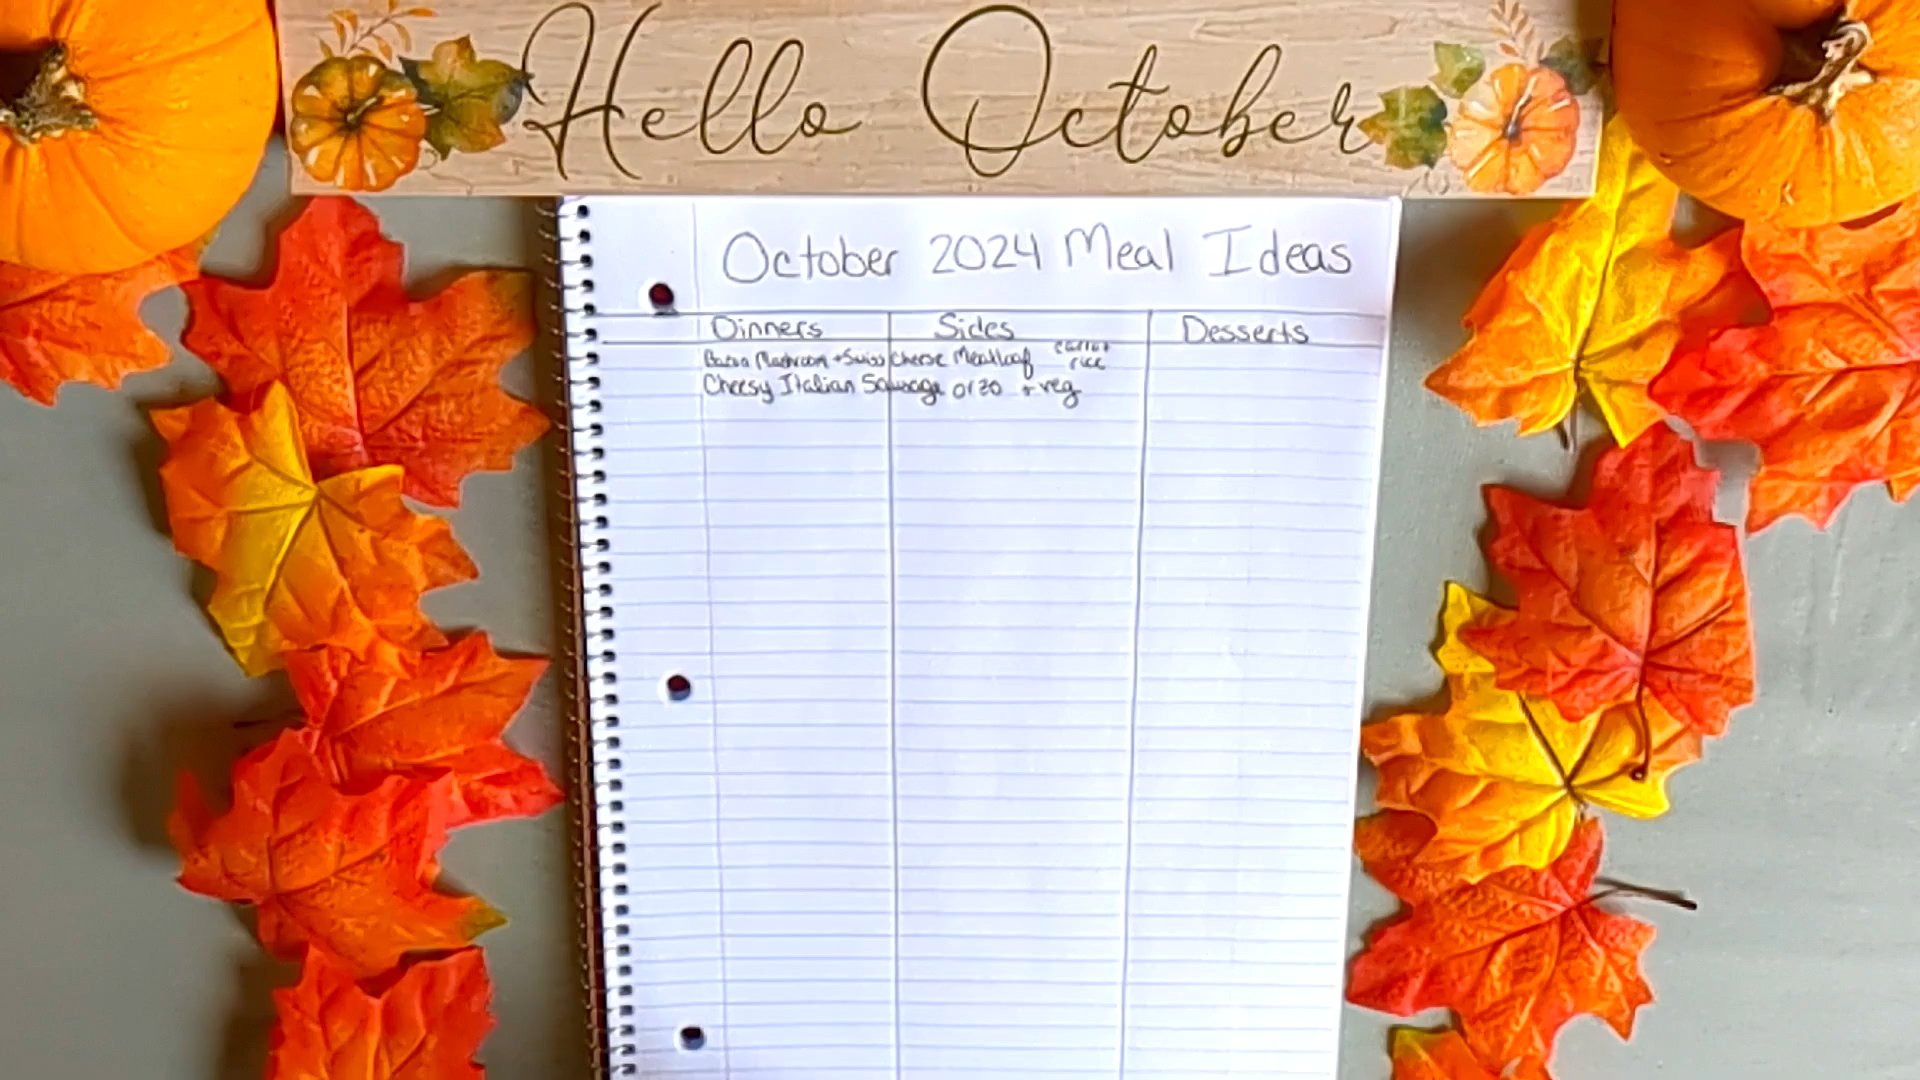 Hello October
October 2024 Meal Ideas
Dinners Sides Desserts
Bacon Mushroom + Swiss Cheese Meatloaf carrot rice
Cheesy Italian Sausage orzo + veg